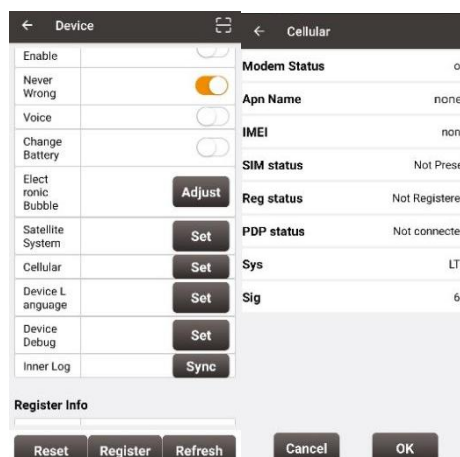 Device
Enable
Never
Wrong
Voice
Change
Battery
Elect
ronic
Bubble
Adjust
Satellite
System
Set
Cellular
Set
Device L
anguage
Set
Device
Debug
Set
Inner Log
Sync
Register Info
Reset
Register
Refresh
Cellular
Modem Status
o
Apn Name
none
IMEI
non
SIM status
Not Prese
Reg status
Not Registere
PDP status
Not connecte
Sys
LT
Sig
6
Cancel
OK